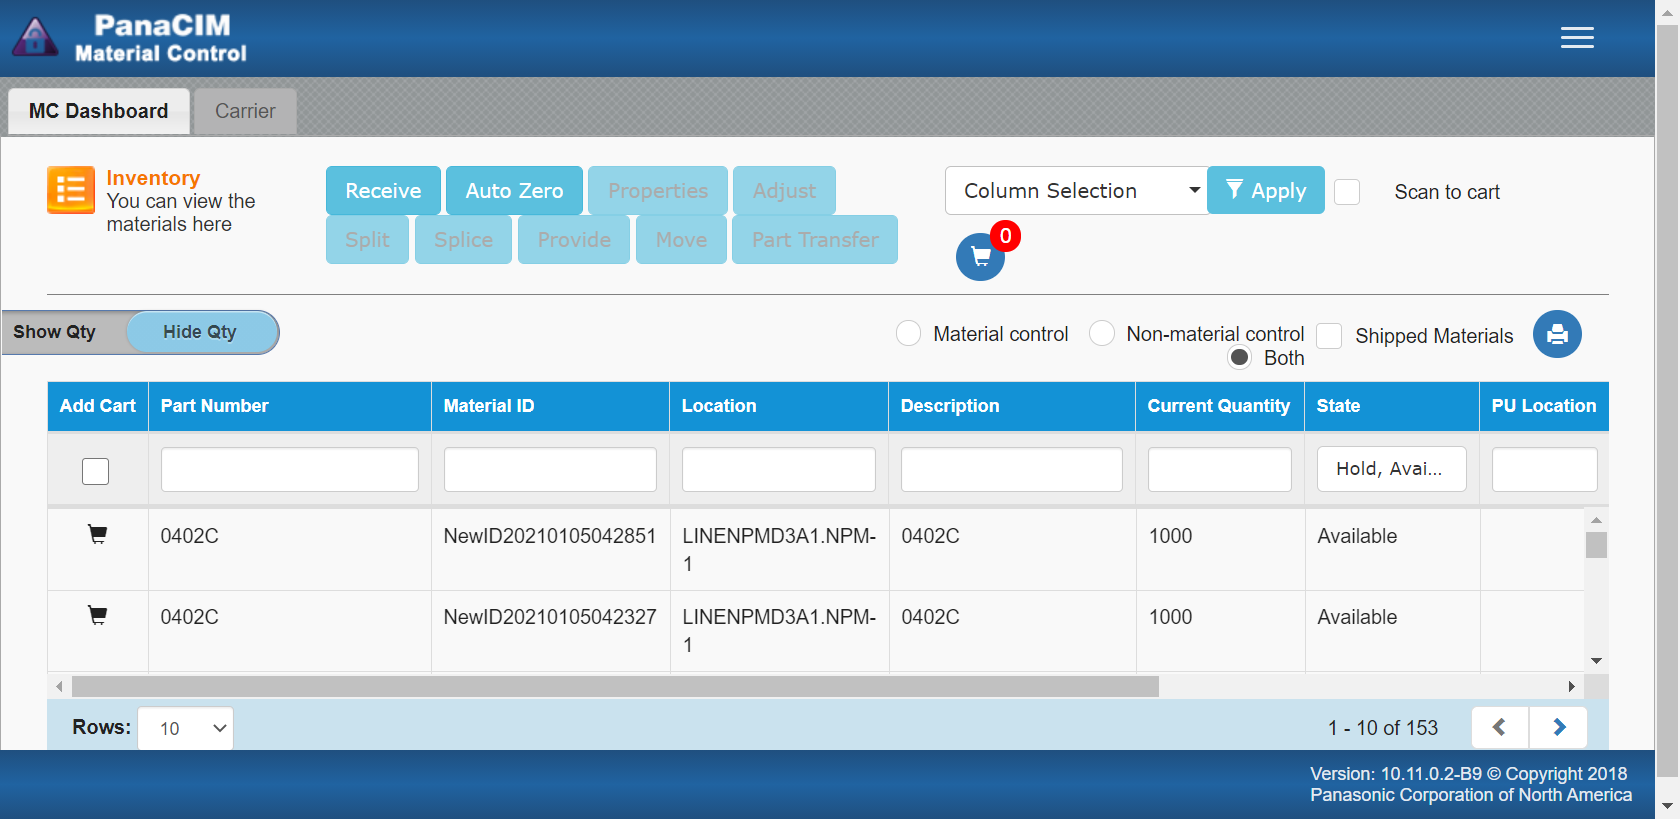 PanaCIM
Material Control
MC Dashboard
Carrier
Inventory
You can view the
materials here
Receive
Auto Zero
Properties
Adjust
Split
Splice
Provide
Move
Part Transfer
Column Selection
Apply
Scan to cart
0
Show Qty
Hide Qty
Material control
Non-material control
Both
Shipped Materials
Add Cart Part Number Material ID Location Description Current Quantity State PU Location
Hold, Avai...
0402C NewID20210105042851 LINENPMD3A1.NPM- 0402C 1000 Available
1
0402C NewID20210105042327 LINENPMD3A1.NPM- 0402C 1000 Available
1
Rows: 10
1 - 10 of 153
Version: 10.11.0.2-B9 © Copyright 2018
Panasonic Corporation of North America